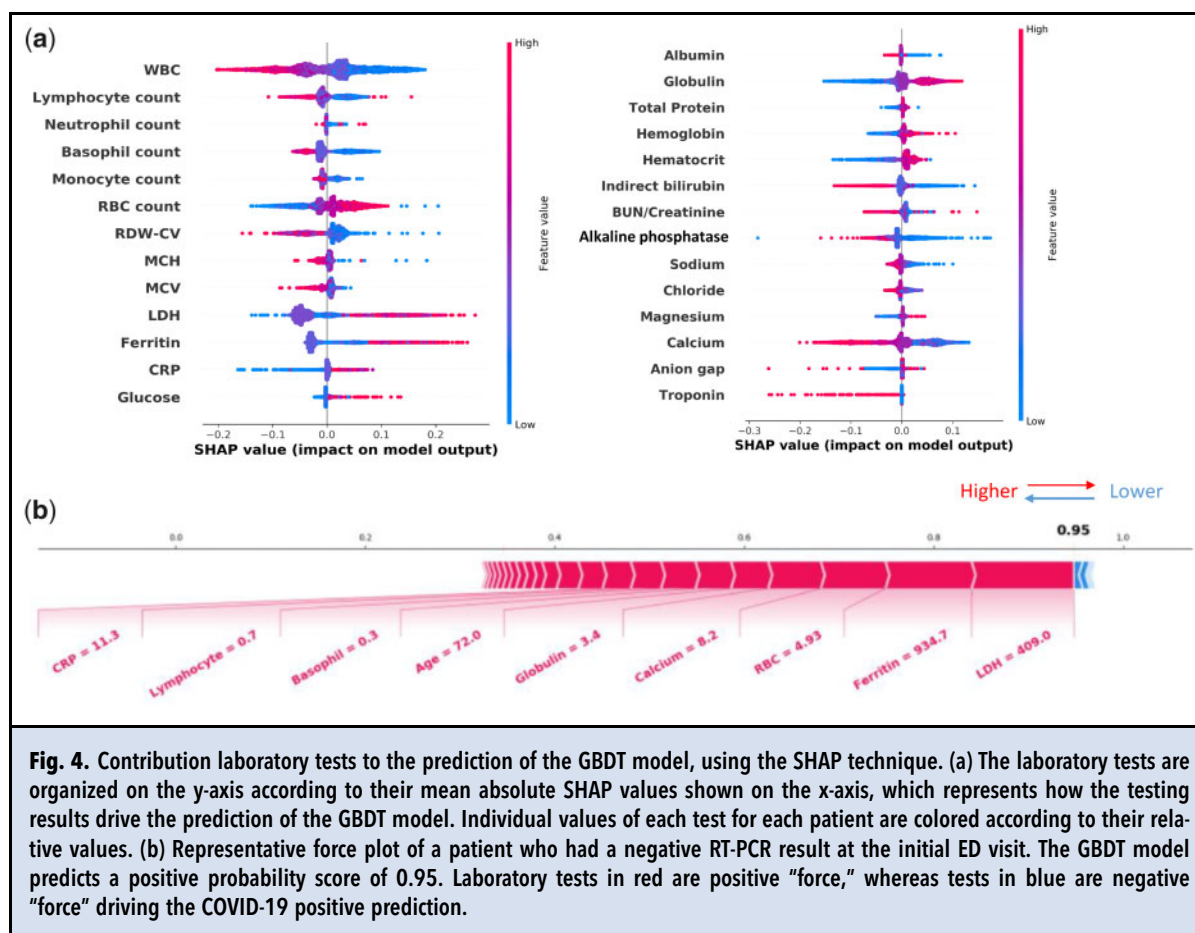 (a)
High
WBC
Lymphocyte count
Neutrophil count
Basophil count
Monocyte count
RBC count
RDW-CV
MCH
MCV
LDH
Ferritin
CRP
Glucose
Feature value
Low
−0.2 −0.1 0.0 0.1 0.2
SHAP value (impact on model output)
High
Albumin
Globulin
Total Protein
Hemoglobin
Hematocrit
Indirect bilirubin
BUN/Creatinine
Alkaline phosphatase
Sodium
Chloride
Magnesium
Calcium
Anion gap
Troponin
Feature value
Low
−0.3 −0.2 −0.1 0.0 0.1
SHAP value (impact on model output)
Higher Lower
(b)
0.95
0.0 0.2 0.4 0.6 0.8 1.0
CRP = 11.3
Lymphocyte = 0.7
Basophil = 0.3
Age = 72.0
Globulin = 3.4
Calcium = 8.2
RBC = 4.93
Ferritin = 934.7
LDH = 409.0
Fig. 4. Contribution laboratory tests to the prediction of the GBDT model, using the SHAP technique. (a) The laboratory tests are
organized on the y-axis according to their mean absolute SHAP values shown on the x-axis, which represents how the testing
results drive the prediction of the GBDT model. Individual values of each test for each patient are colored according to their rela-
tive values. (b) Representative force plot of a patient who had a negative RT-PCR result at the initial ED visit. The GBDT model
predicts a positive probability score of 0.95. Laboratory tests in red are positive “force,” whereas tests in blue are negative
“force” driving the COVID-19 positive prediction.